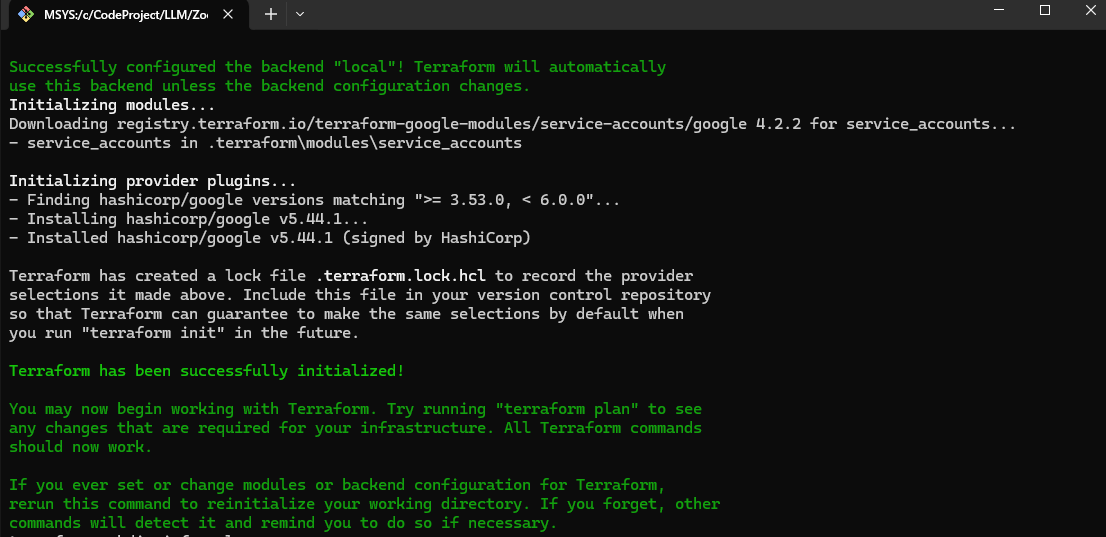 MSYS:/c/CodeProject/LLM/Zo
Successfully configured the backend "local"! Terraform will automatically
use this backend unless the backend configuration changes.
Initializing modules...
Downloading registry.terraform.io/terraform-google-modules/service-accounts/google 4.2.2 for service_accounts...
- service_accounts in .terraform\modules\service_accounts
Initializing provider plugins...
- Finding hashicorp/google versions matching ">= 3.53.0, < 6.0.0"...
- Installing hashicorp/google v5.44.1...
- Installed hashicorp/google v5.44.1 (signed by HashiCorp)
Terraform has created a lock file .terraform.lock.hcl to record the provider
selections it made above. Include this file in your version control repository
so that Terraform can guarantee to make the same selections by default when
you run "terraform init" in the future.
Terraform has been successfully initialized!
You may now begin working with Terraform. Try running "terraform plan" to see
any changes that are required for your infrastructure. All Terraform commands
should now work.
If you ever set or change modules or backend configuration for Terraform,
rerun this command to reinitialize your working directory. If you forget, other
commands will detect it and remind you to do so if necessary.